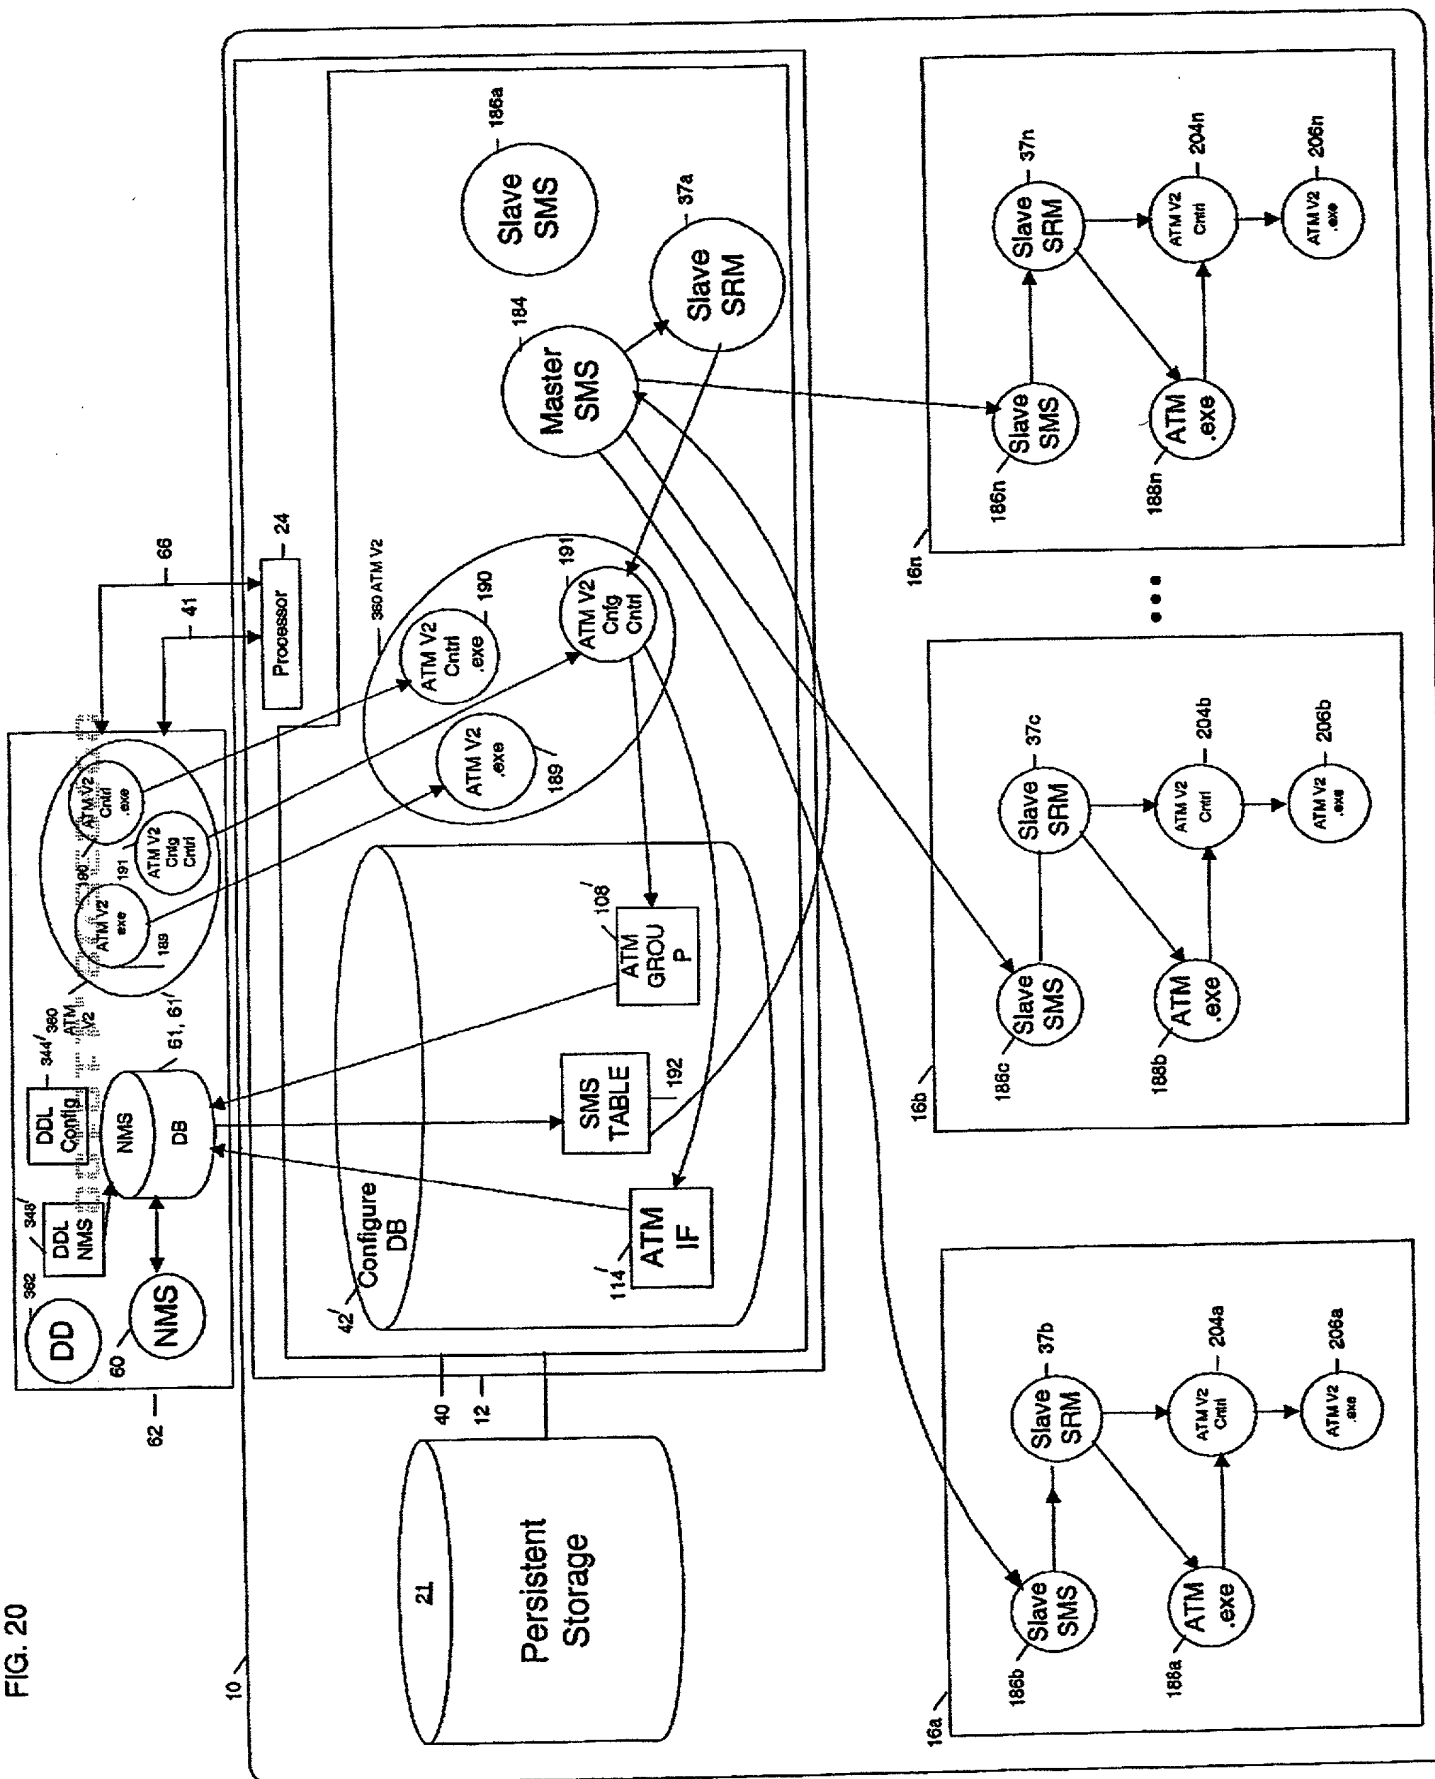 FIG. 20
62
DD
362
60
NMS
348'
DDL
NMS
344'
DDL
Config
NMS
DB
61, 61'
360
ATM
V2
189
ATM V2
exe
190
ATM V2
Cntrl
.exe
191
ATM V2
Cnfg
Cntrl
41
66
10
12
40
Processor
24
21
Persistent
Storage
42'
Configure
DB
114'
ATM
IF
SMS
TABLE
192
108'
ATM
GROU
P
360 ATM V2
ATM V2
.exe
189
ATM V2
Cntrl
.exe
190
ATM V2
Cnfg
Cntrl
191
Master
SMS
184
Slave
SMS
186a
Slave
SRM
37a
16a
186b
Slave
SMS
Slave
SRM
37b
188a
ATM
.exe
ATM V2
Cntrl
204a
ATM V2
.exe
206a
16b
186c
Slave
SMS
Slave
SRM
37c
188b
ATM
.exe
ATM V2
Cntrl
204b
ATM V2
.exe
206b
16n
186n
Slave
SMS
Slave
SRM
37n
188n
ATM
.exe
ATM V2
Cntrl
204n
ATM V2
.exe
206n